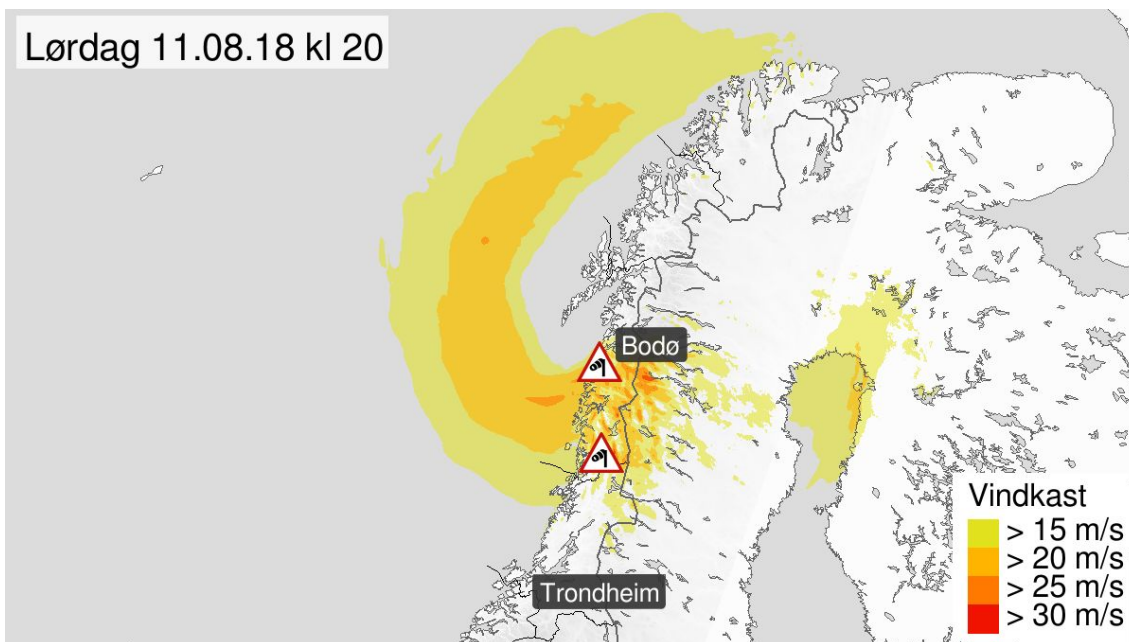 Lørdag 11.08.18 kl 20
Bodø
Trondheim
Vindkast
> 15 m/s
> 20 m/s
> 25 m/s
> 30 m/s